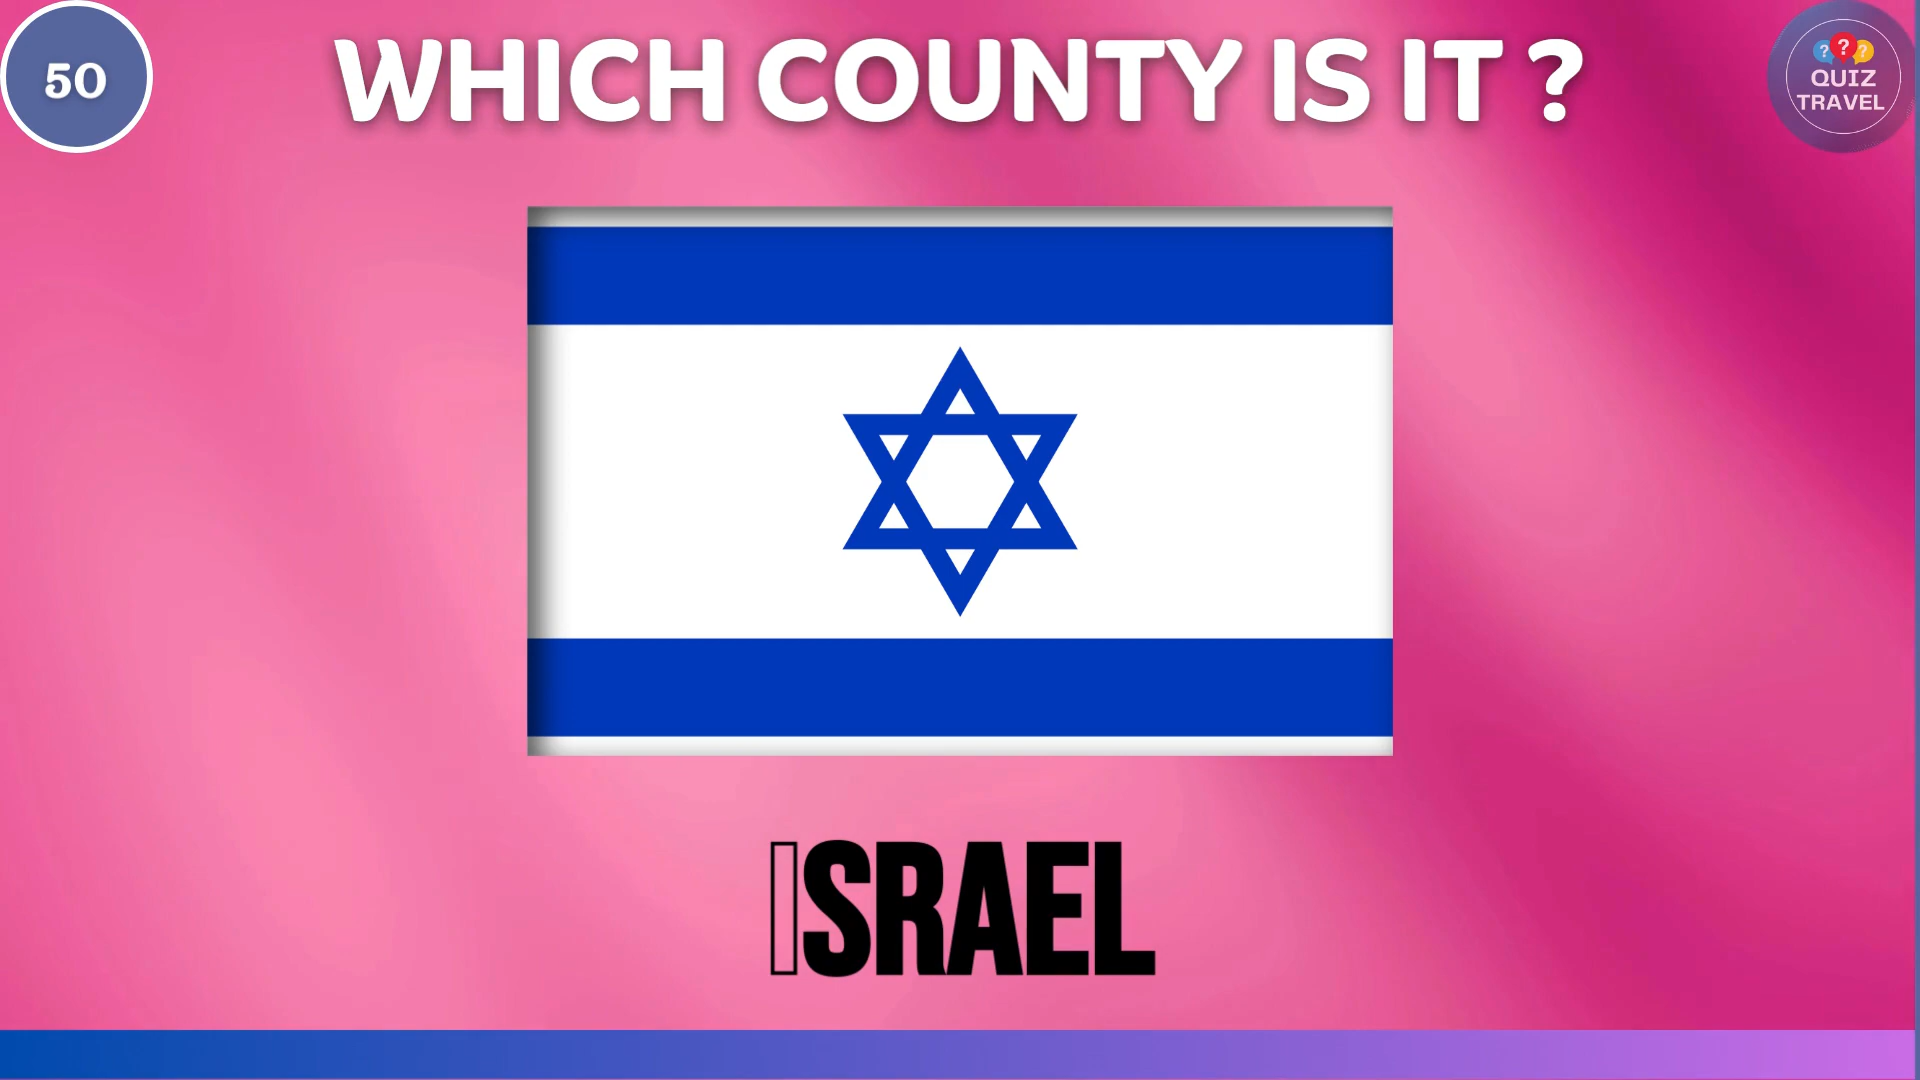 50
WHICH COUNTY IS IT ?
? ? ?
QUIZ
TRAVEL
ISRAEL